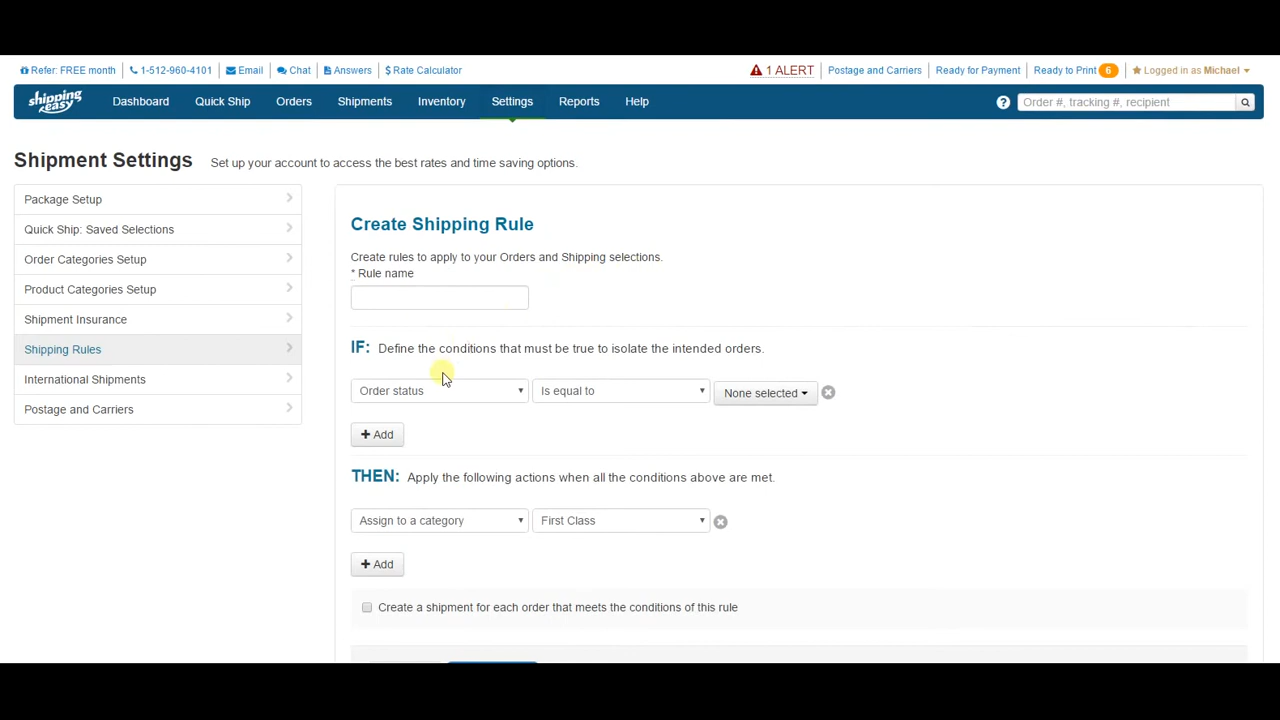 Refer: FREE month 1-512-960-4101 Email Chat Answers Rate Calculator 1 ALERT Postage and Carriers Ready for Payment Ready to Print 6 Logged in as Michael
shipping easy Dashboard Quick Ship Orders Shipments Inventory Settings Reports Help ? Order #, tracking #, recipient
Shipment Settings Set up your account to access the best rates and time saving options.
Package Setup
Quick Ship: Saved Selections
Order Categories Setup
Product Categories Setup
Shipment Insurance
Shipping Rules
International Shipments
Postage and Carriers
Create Shipping Rule
Create rules to apply to your Orders and Shipping selections.
* Rule name
IF: Define the conditions that must be true to isolate the intended orders.
Order status Is equal to None selected
+ Add
THEN: Apply the following actions when all the conditions above are met.
Assign to a category First Class
+ Add
Create a shipment for each order that meets the conditions of this rule